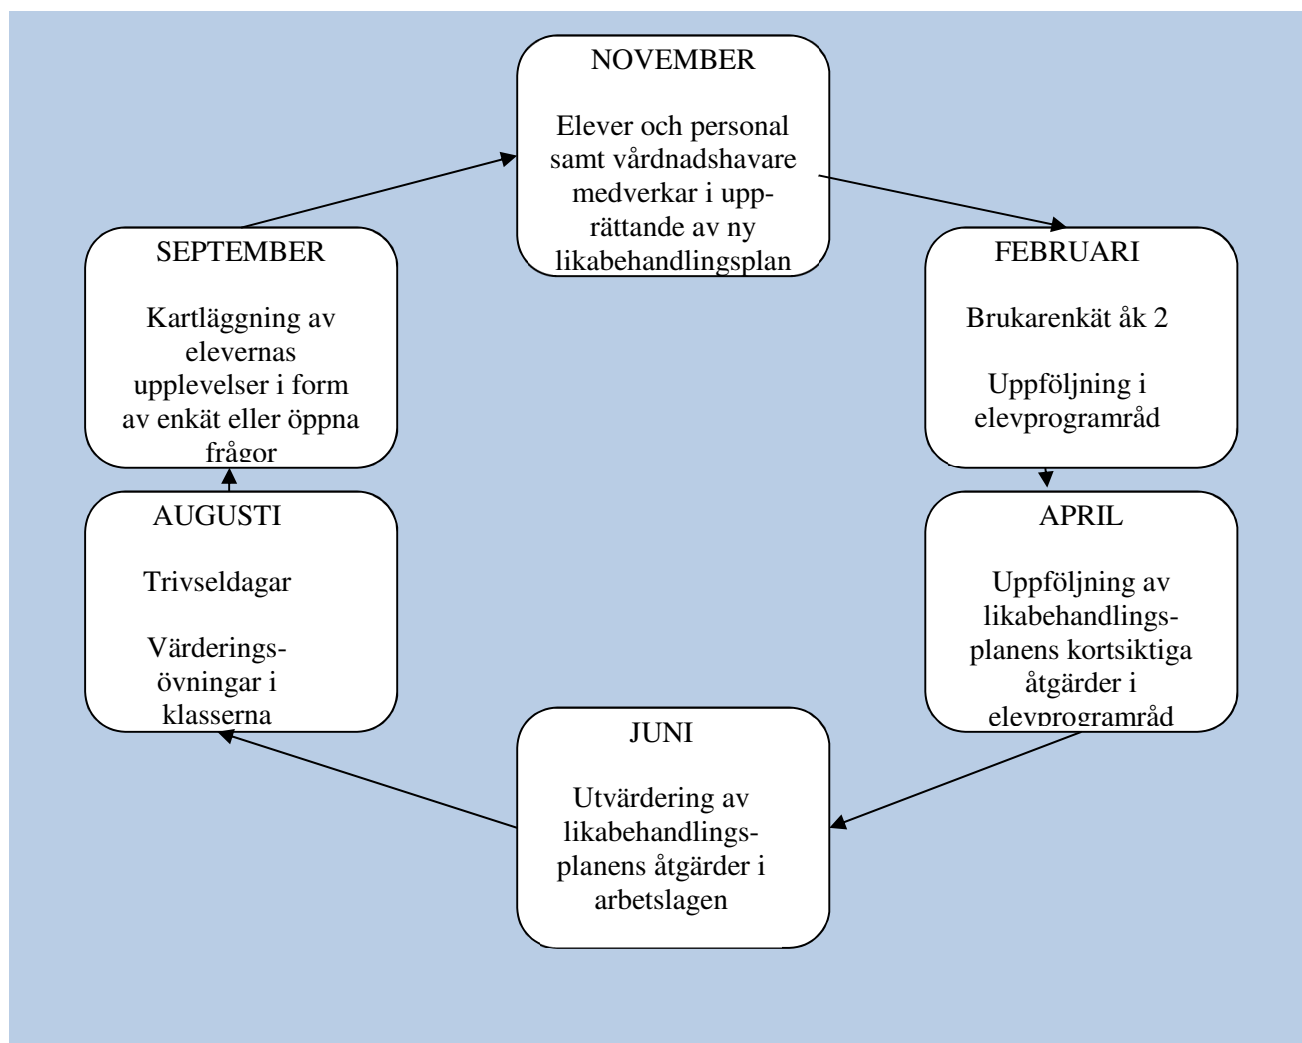 NOVEMBER
Elever och personal
samt vårdnadshavare
medverkar i upp-
rättande av ny
likabehandlingsplan
SEPTEMBER
Kartläggning av
elevernas
upplevelser i form
av enkät eller öppna
frågor
FEBRUARI
Brukarenkät åk 2
Uppföljning i
elevprogramråd
AUGUSTI
Trivseldagar
Värderings-
övningar i
klasserna
APRIL
Uppföljning av
likabehandlings-
planens kortsiktiga
åtgärder i
elevprogramråd
JUNI
Utvärdering av
likabehandlings-
planens åtgärder i
arbetslagen